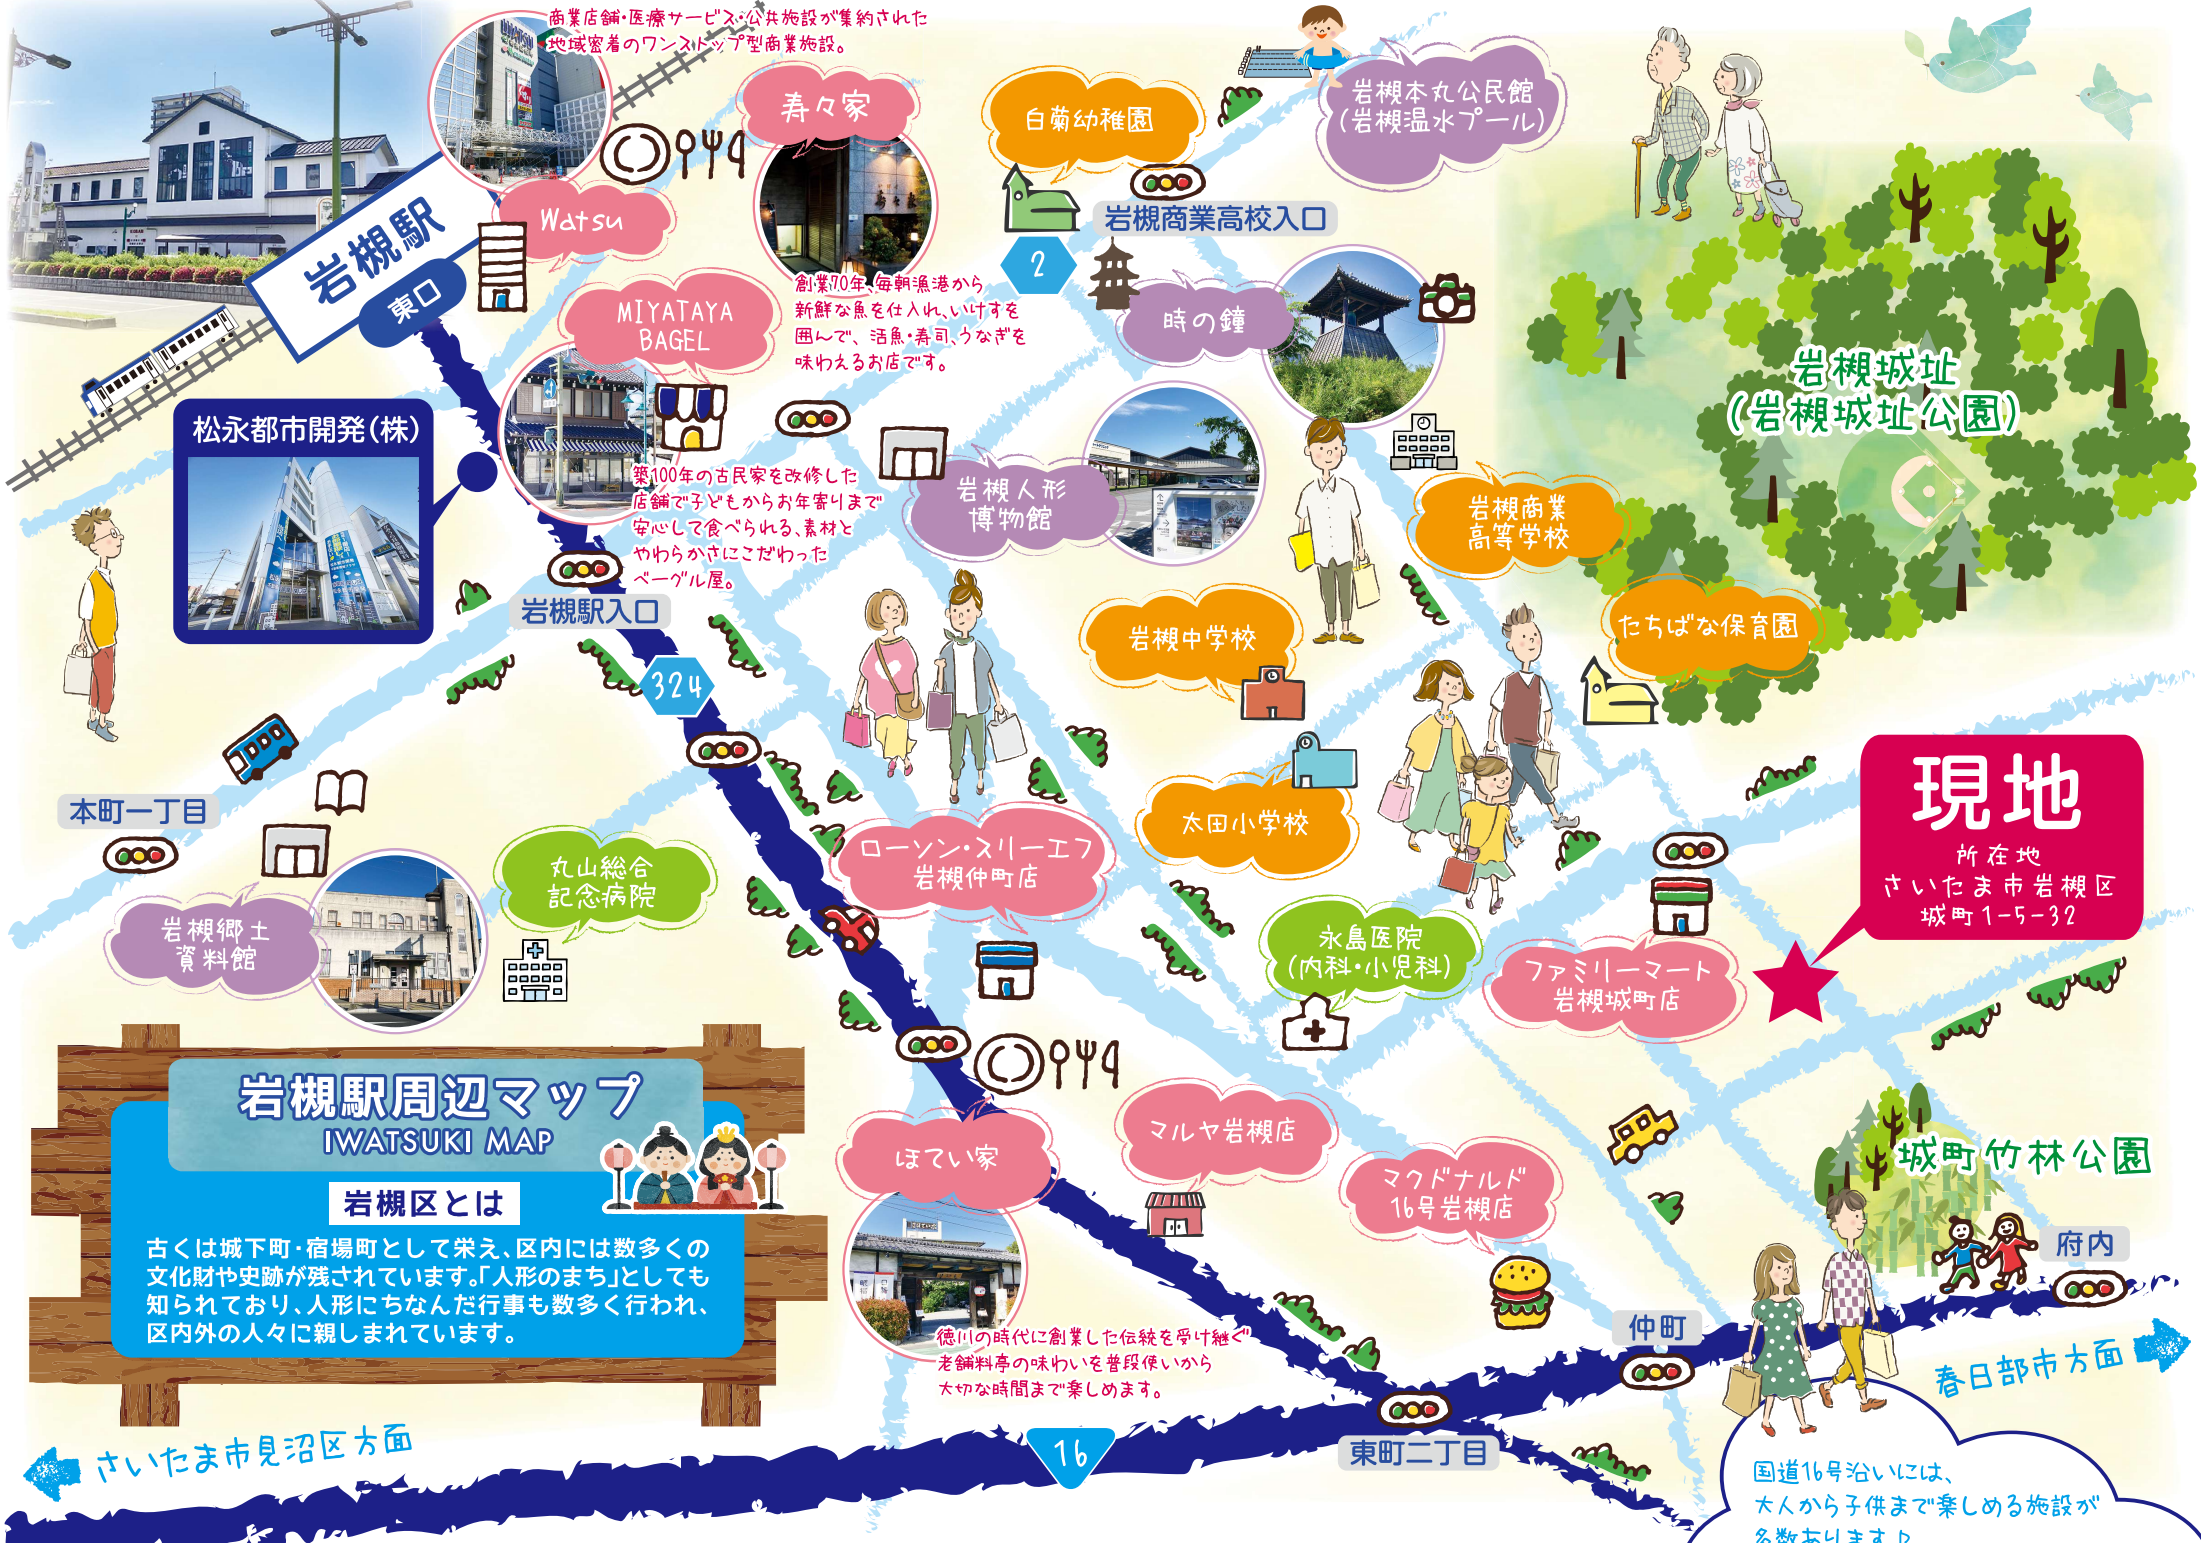 商業店舗・医療サービス・公共施設が集約された
地域密着のワンストップ型商業施設。
Watsu
岩槻駅
東口
寿々家
創業70年、毎朝漁港から
新鮮な魚を仕入れ、いけすを
囲んで、活魚・寿司、うなぎを
味わえるお店です。
白菊幼稚園
岩槻本丸公民館
(岩槻温水プール)
岩槻商業高校入口
2
時の鐘
MIYATAYA
BAGEL
築100年の古民家を改修した
店舗で子どもからお年寄りまで
安心して食べられる、素材と
やわらかさにこだわった
ベーグル屋。
松永都市開発(株)
岩槻人形
博物館
岩槻城址
(岩槻城址公園)
岩槻商業
高等学校
たちばな保育園
岩槻駅入口
324
岩槻中学校
太田小学校
本町一丁目
岩槻郷土
資料館
丸山総合
記念病院
ローソン・スリーエフ
岩槻仲町店
永島医院
(内科・小児科)
ファミリーマート
岩槻城町店
現地
所在地
さいたま市岩槻区
城町1-5-32
岩槻駅周辺マップ
IWATSUKI MAP
岩槻区とは
古くは城下町・宿場町として栄え、区内には数多くの
文化財や史跡が残されています。「人形のまち」としても
知られており、人形にちなんだ行事も数多く行われ、
区内外の人々に親しまれています。
ほてい家
徳川の時代に創業した伝統を受け継ぐ
老舗料亭の味わいを普段使いから
大切な時間まで楽しめます。
マルヤ岩槻店
マクドナルド
16号岩槻店
城町竹林公園
府内
仲町
東町二丁目
16
さいたま市見沼区方面
春日部市方面
国道16号沿いには、
大人から子供まで楽しめる施設が
多数あります♪